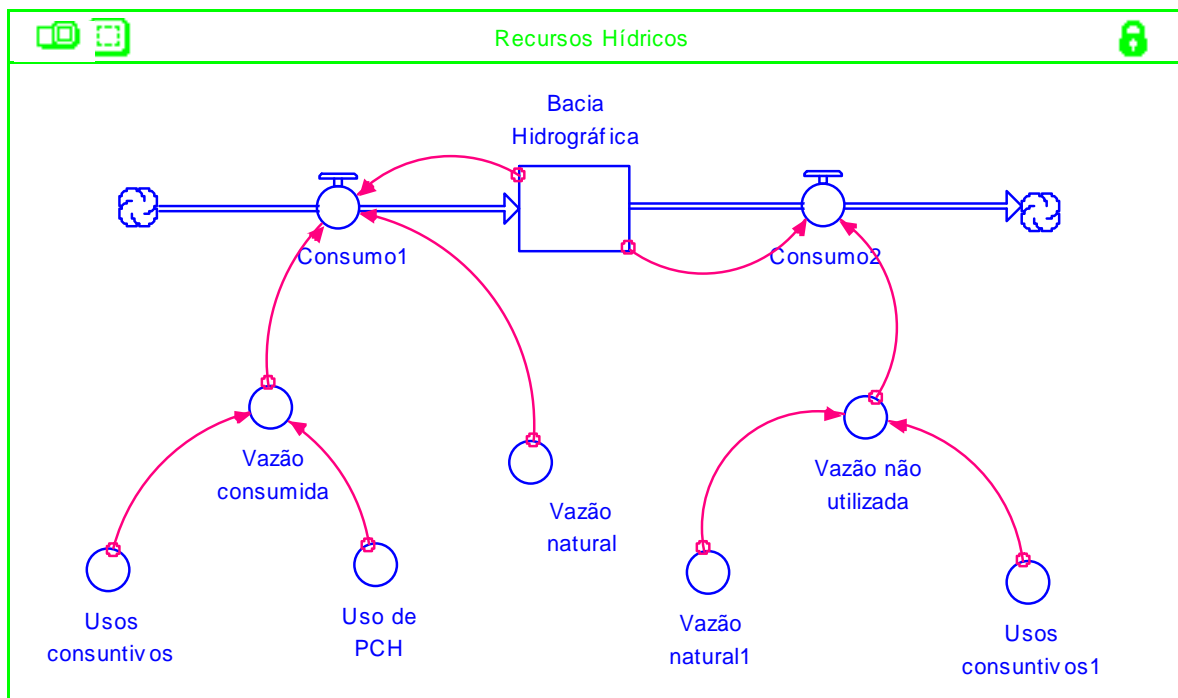 Recursos Hídricos
Bacia
Hidrográfica
Consumo1
Consumo2
Vazão
consumida
Vazão
natural
Vazão não
utilizada
Usos
consuntivos
Uso de
PCH
Vazão
natural1
Usos
consuntivos1